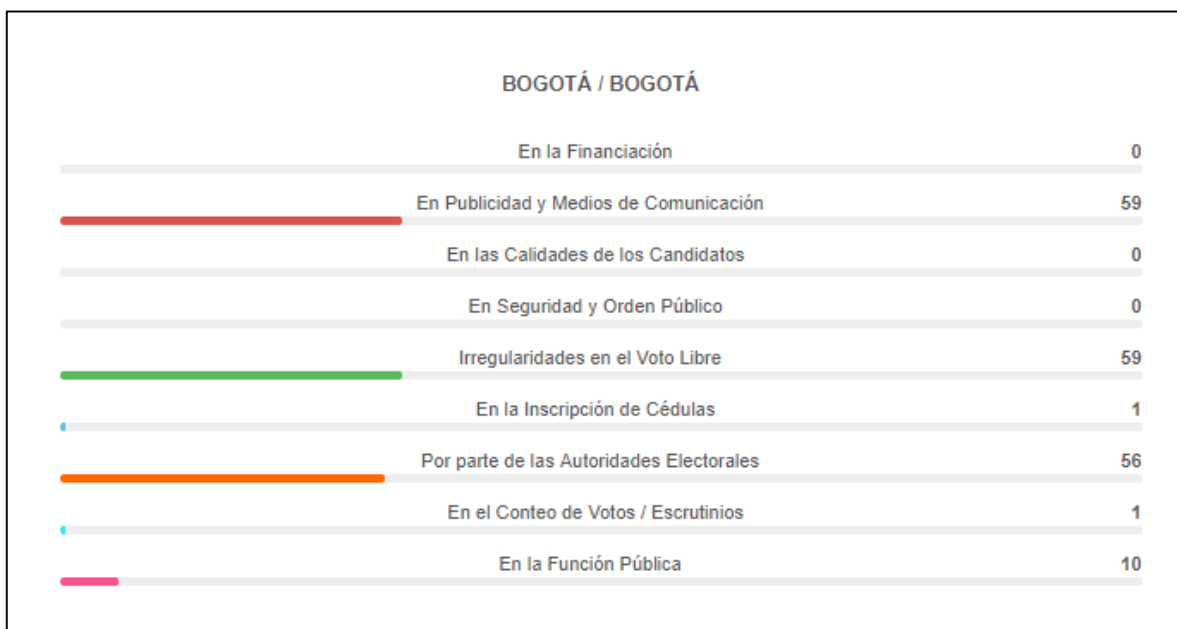 BOGOTÁ / BOGOTÁ
En la Financiación 0
En Publicidad y Medios de Comunicación 59
En las Calidades de los Candidatos 0
En Seguridad y Orden Público 0
Irregularidades en el Voto Libre 59
En la Inscripción de Cédulas 1
Por parte de las Autoridades Electorales 56
En el Conteo de Votos / Escrutinios 1
En la Función Pública 10